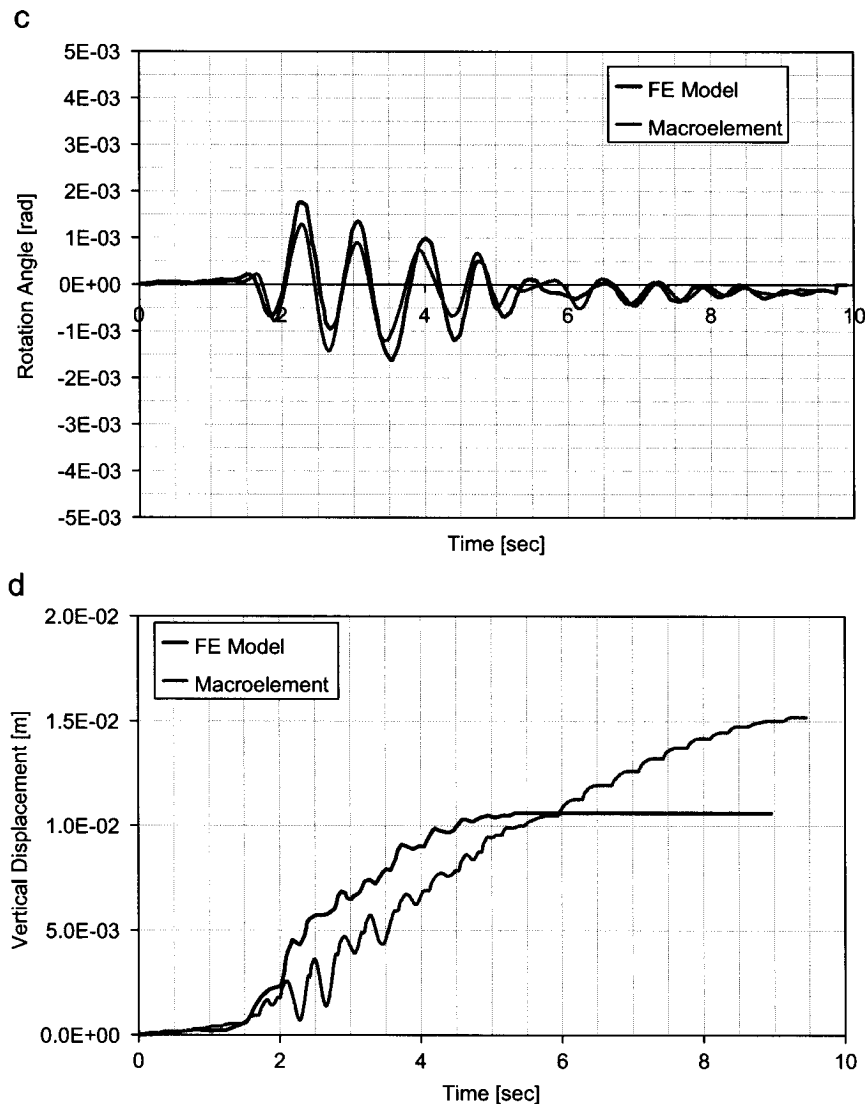 c
5E-03
4E-03
3E-03
2E-03
1E-03
0E+00
-1E-03
-2E-03
-3E-03
-4E-03
-5E-03
Rotation Angle [rad]
FE Model
Macroelement
0 2 4 6 8 10
Time [sec]
d
2.0E-02
1.5E-02
1.0E-02
5.0E-03
0.0E+00
Vertical Displacement [m]
FE Model
Macroelement
0 2 4 6 8 10
Time [sec]